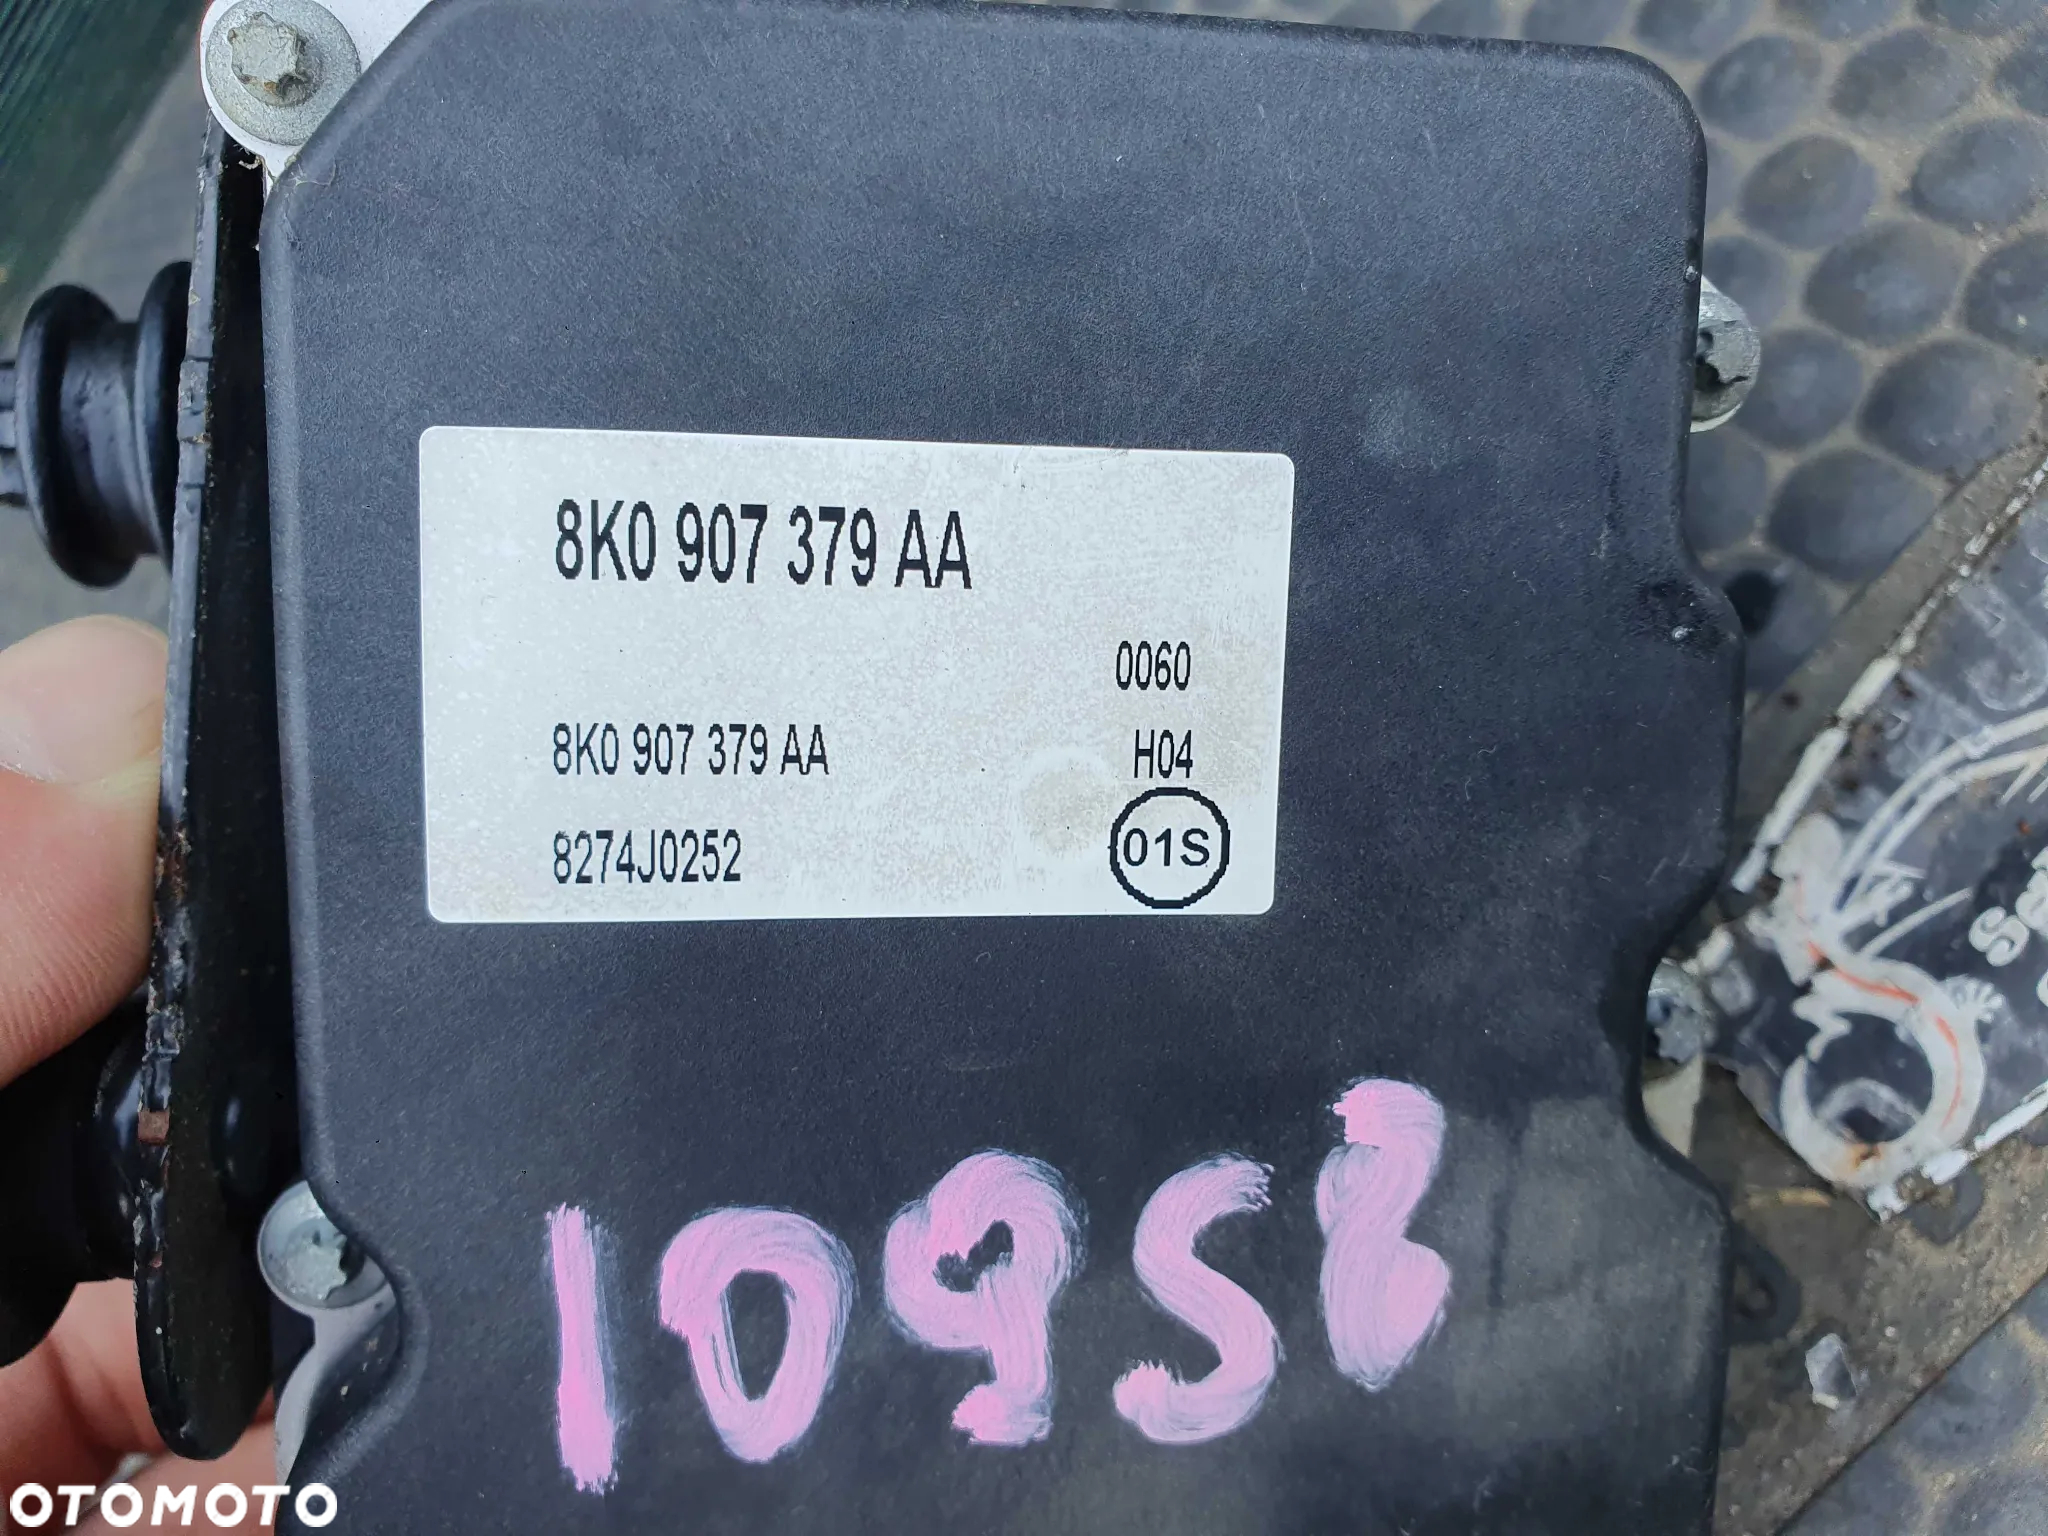 8K0 907 379 AA
0060
8K0 907 379 AA H04
8274J0252 01S
10958
OTOMOTO